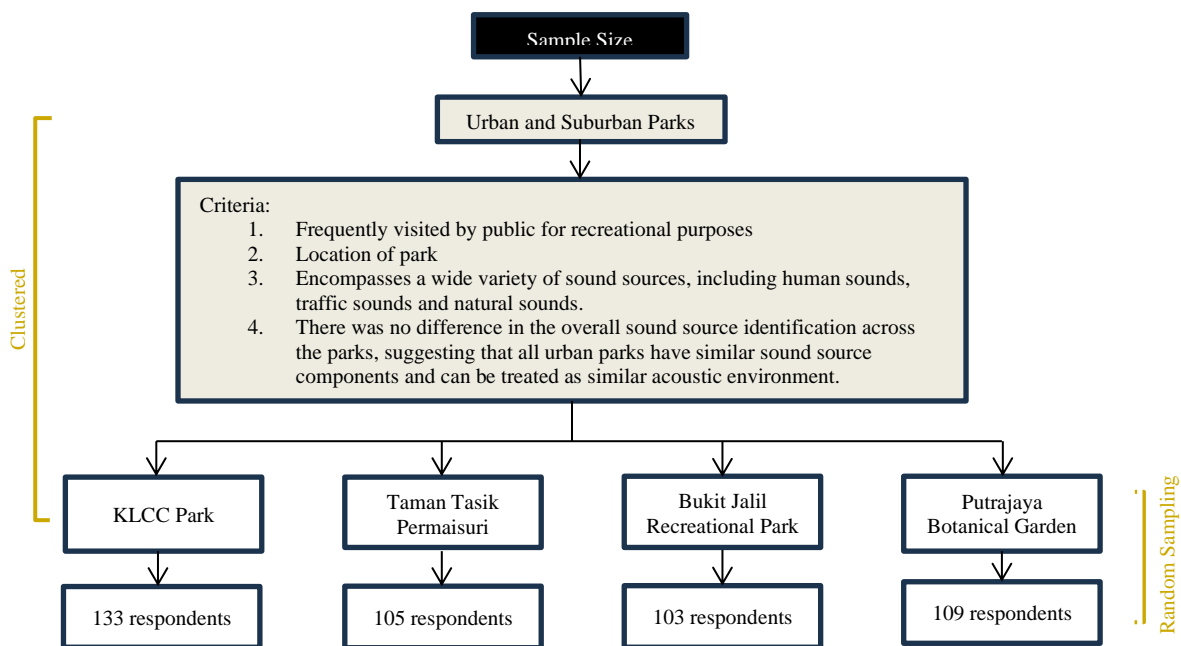 Sample Size
Urban and Suburban Parks
Criteria:
1. Frequently visited by public for recreational purposes
2. Location of park
3. Encompasses a wide variety of sound sources, including human sounds,
traffic sounds and natural sounds.
4. There was no difference in the overall sound source identification across
the parks, suggesting that all urban parks have similar sound source
components and can be treated as similar acoustic environment.
Clustered
KLCC Park
Taman Tasik
Permaisuri
Bukit Jalil
Recreational Park
Putrajaya
Botanical Garden
133 respondents
105 respondents
103 respondents
109 respondents
Random Sampling